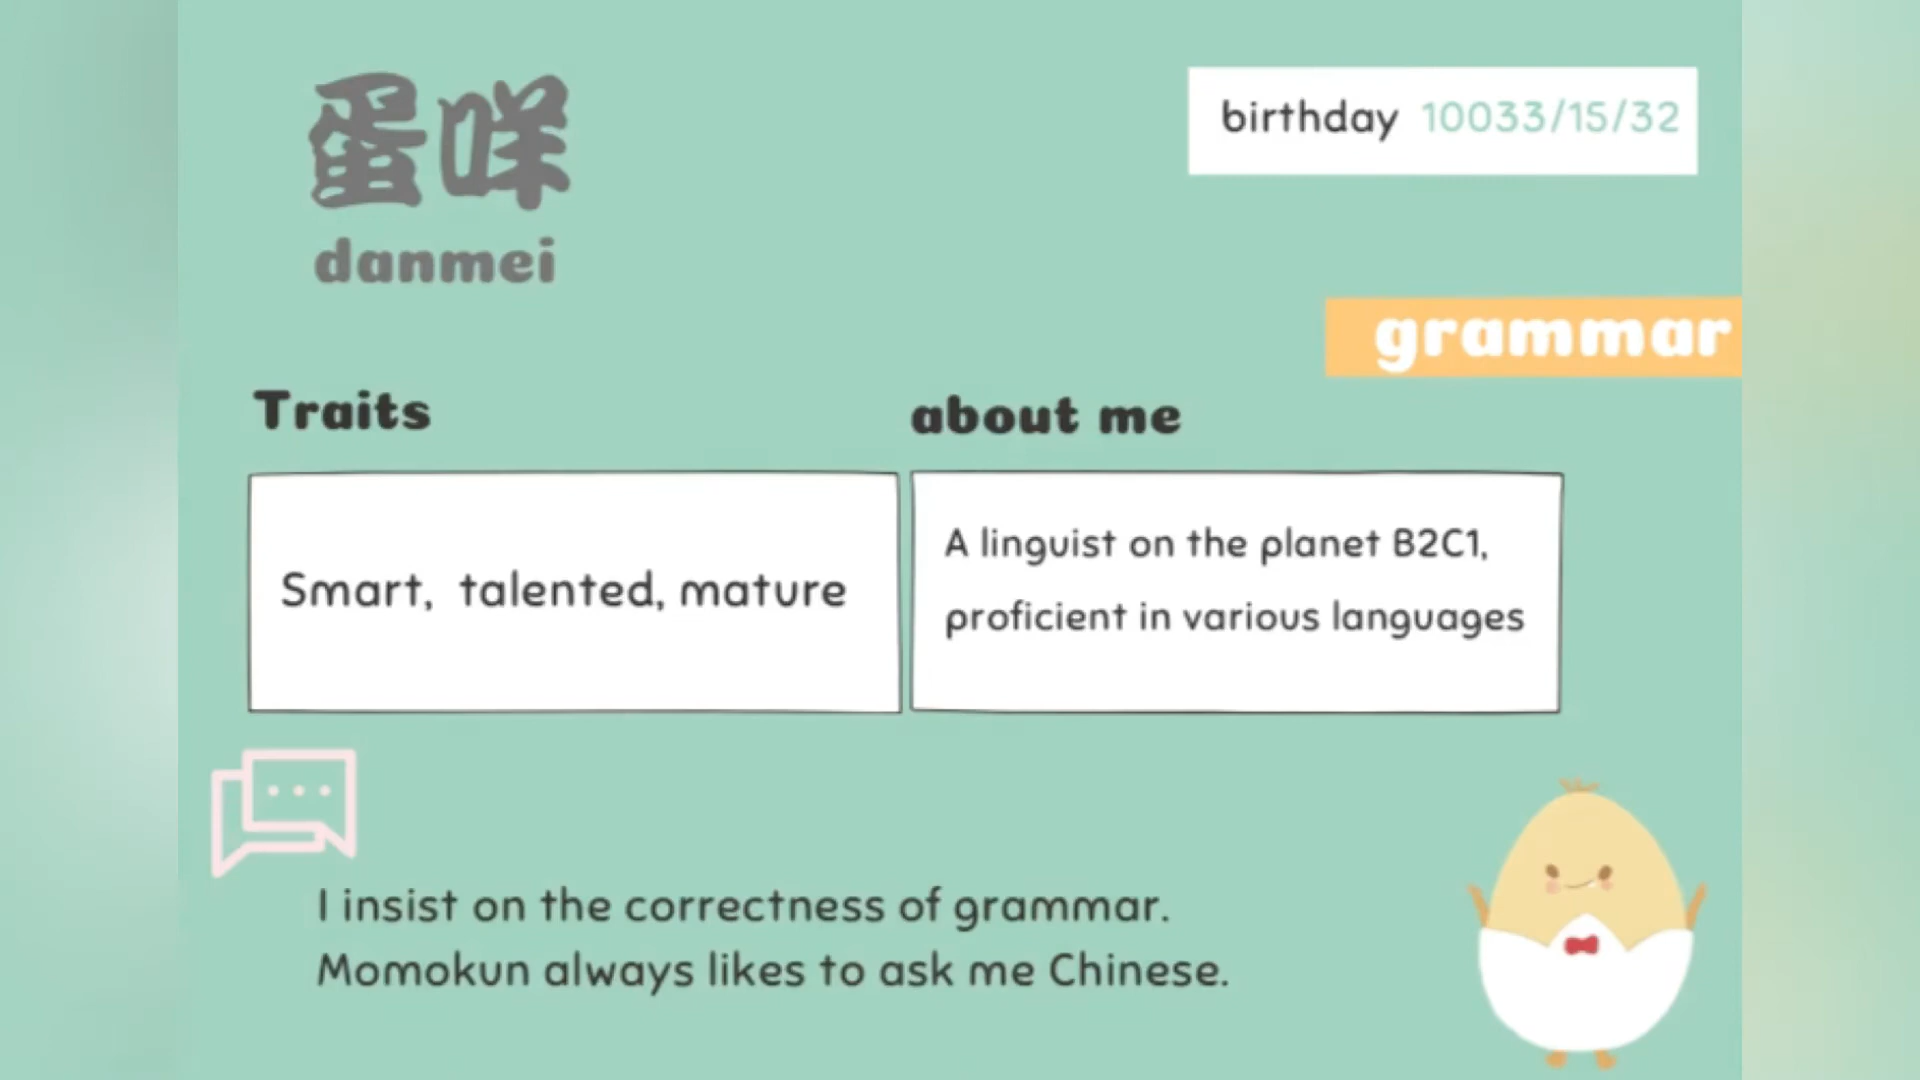 蛋咩
danmei
birthday 10033/15/32
grammar
Traits
about me
Smart, talented, mature
A linguist on the planet B2C1,
proficient in various languages
I insist on the correctness of grammar.
Momokun always likes to ask me Chinese.